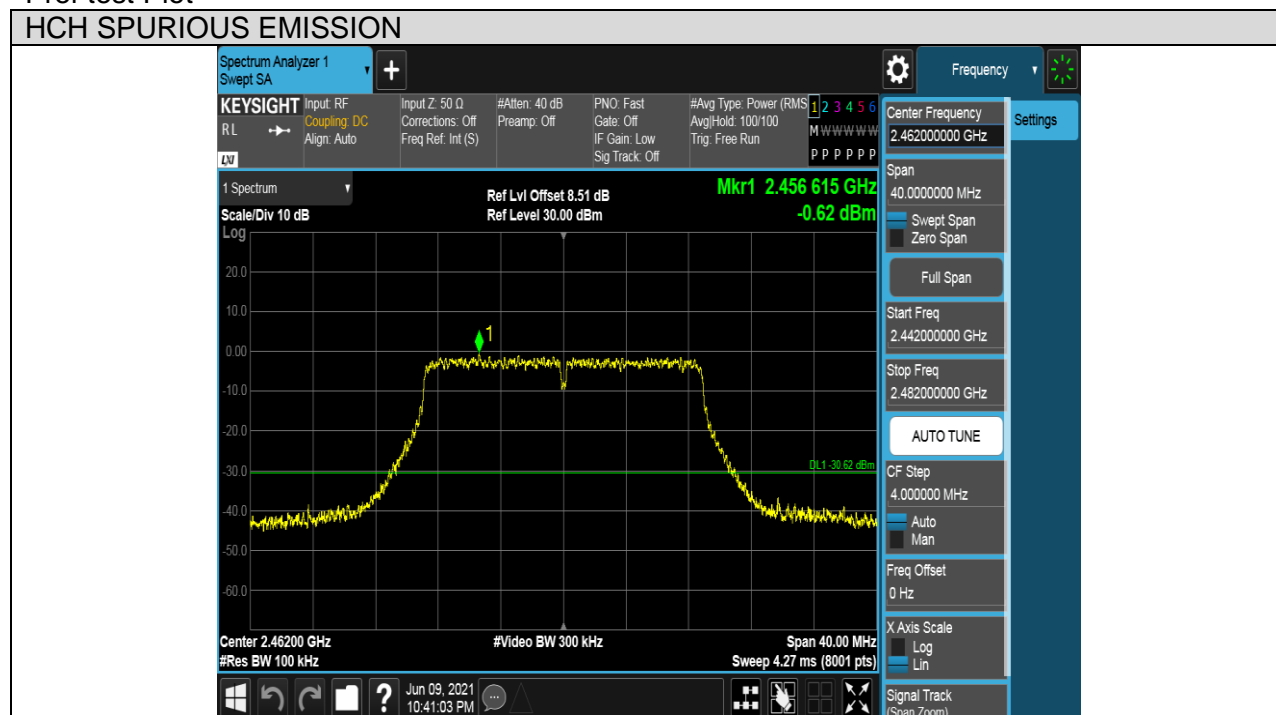 HCH SPURIOUS EMISSION
Spectrum Analyzer 1
Swept SA
Frequency
KEYSIGHT
RL
LXI
Input: RF
Coupling: DC
Align: Auto
Input Z: 50 Ω
Corrections: Off
Freq Ref: Int (S)
#Atten: 40 dB
Preamp: Off
PNO: Fast
Gate: Off
IF Gain: Low
Sig Track: Off
#Avg Type: Power (RMS
Avg|Hold: 100/100
Trig: Free Run
1 2 3 4 5 6
M W W W W W
P P P P P P
1 Spectrum
Scale/Div 10 dB
Log
Ref Lvl Offset 8.51 dB
Ref Level 30.00 dBm
Mkr1 2.456 615 GHz
-0.62 dBm
20.0
10.0
0.00
-10.0
-20.0
-30.0
-40.0
-50.0
-60.0
1
DL1 -30.62 dBm
Center 2.46200 GHz
#Res BW 100 kHz
#Video BW 300 kHz
Span 40.00 MHz
Sweep 4.27 ms (8001 pts)
?
Jun 09, 2021
10:41:03 PM
Center Frequency
2.462000000 GHz
Settings
Span
40.0000000 MHz
Swept Span
Zero Span
Full Span
Start Freq
2.442000000 GHz
Stop Freq
2.482000000 GHz
AUTO TUNE
CF Step
4.000000 MHz
Auto
Man
Freq Offset
0 Hz
X Axis Scale
Log
Lin
Signal Track
(Span Zoom)